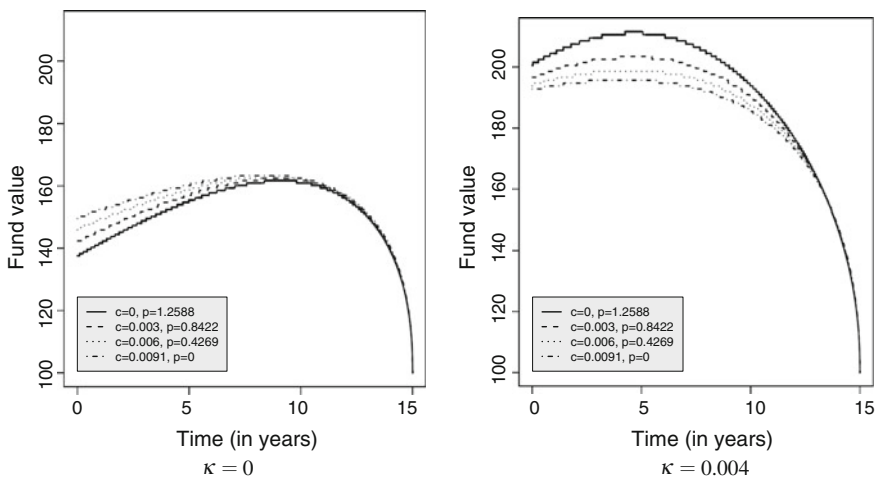 Fund value
100 120 140 160 180 200
c=0, p=1.2588
c=0.003, p=0.8422
c=0.006, p=0.4269
c=0.0091, p=0
0 5 10 15
Time (in years)
κ = 0
Fund value
100 120 140 160 180 200
c=0, p=1.2588
c=0.003, p=0.8422
c=0.006, p=0.4269
c=0.0091, p=0
0 5 10 15
Time (in years)
κ = 0.004